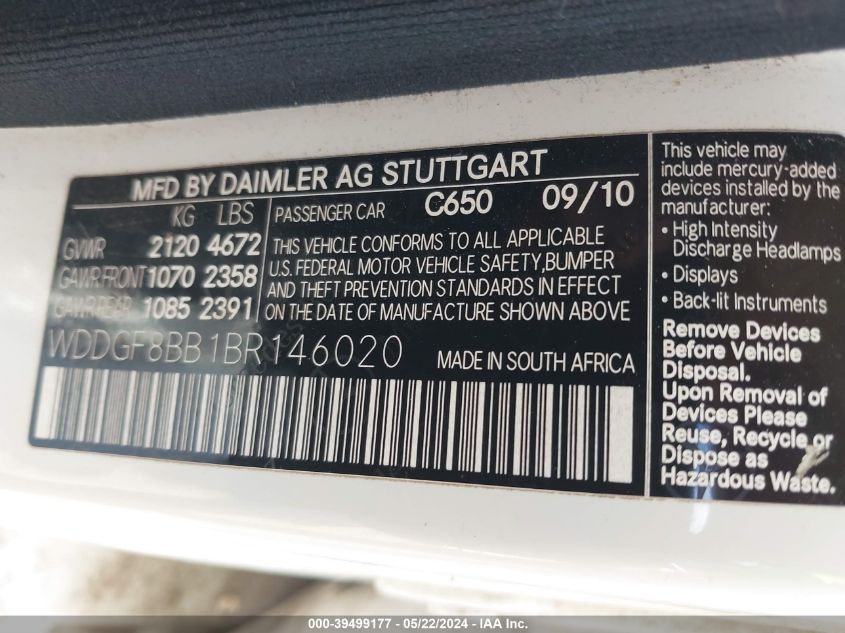 MFD BY DAIMLER AG STUTTGART
KG LBS
GVWR 2120 4672
GAWR FRONT 1070 2358
GAWR REAR 1085 2391
PASSENGER CAR C650 09/10
THIS VEHICLE CONFORMS TO ALL APPLICABLE
U.S. FEDERAL MOTOR VEHICLE SAFETY, BUMPER
AND THEFT PREVENTION STANDARDS IN EFFECT
ON THE DATE OF MANUFACTURE SHOWN ABOVE
WDDGF8BB1BR146020 MADE IN SOUTH AFRICA
This vehicle may
include mercury-added
devices installed by the
manufacturer:
• High Intensity
Discharge Headlamps
• Displays
• Back-lit Instruments
Remove Devices
Before Vehicle
Disposal.
Upon Removal of
Devices Please
Reuse, Recycle or
Dispose as
Hazardous Waste.
000-39499177 - 05/22/2024 - IAA Inc.